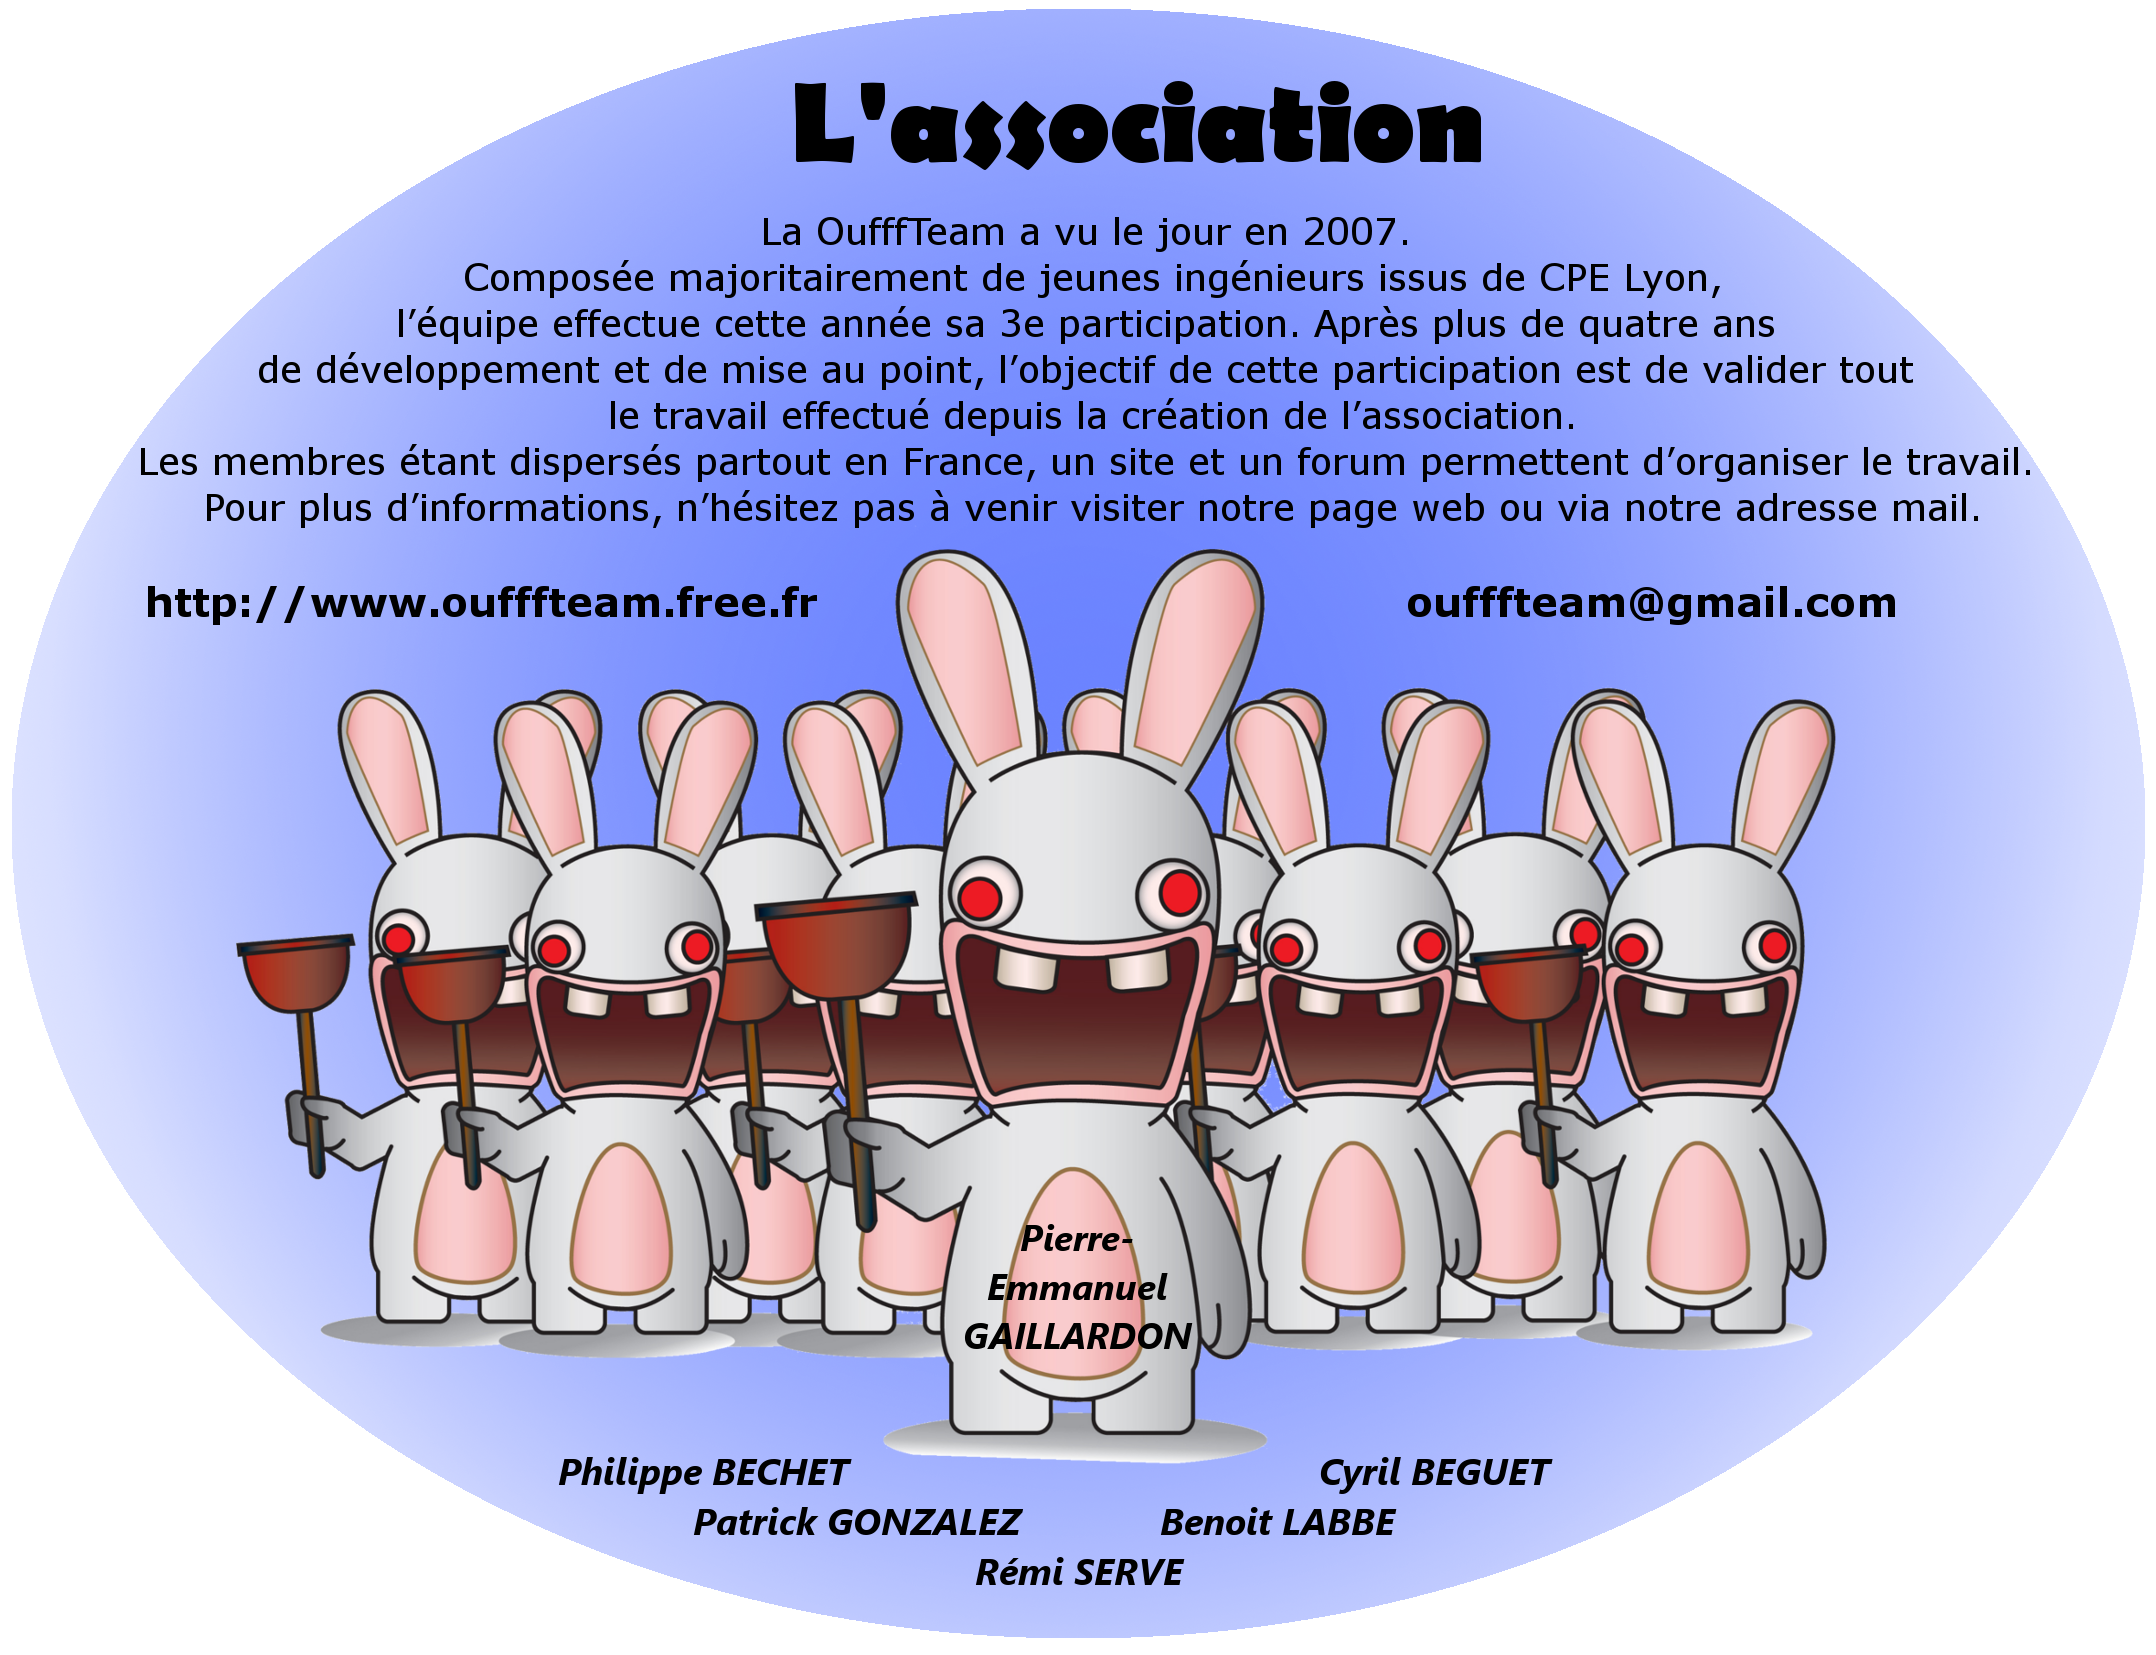 L'association
La OufffTeam a vu le jour en 2007.
Composée majoritairement de jeunes ingénieurs issus de CPE Lyon,
l’équipe effectue cette année sa 3e participation. Après plus de quatre ans
de développement et de mise au point, l’objectif de cette participation est de valider tout
le travail effectué depuis la création de l’association.
Les membres étant dispersés partout en France, un site et un forum permettent d’organiser le travail.
Pour plus d’informations, n’hésitez pas à venir visiter notre page web ou via notre adresse mail.
http://www.oufffteam.free.fr
oufffteam@gmail.com
Pierre-
Emmanuel
GAILLARDON
Philippe BECHET
Cyril BEGUET
Patrick GONZALEZ
Benoit LABBE
Rémi SERVE